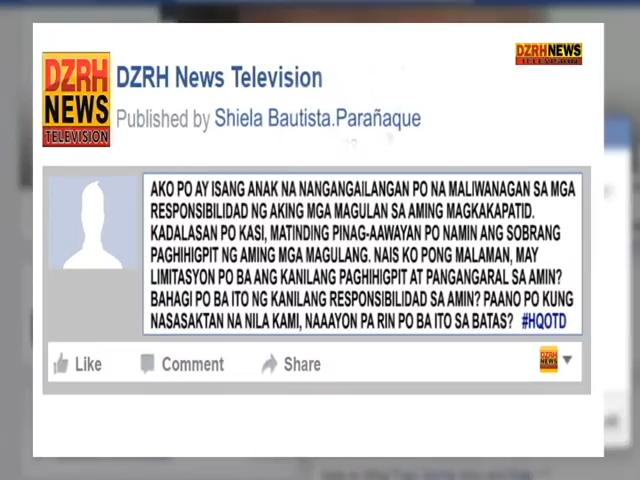 DZRH NEWS
TELEVISION
DZRH
NEWS
TELEVISION
DZRH News Television
Published by Shiela Bautista.Parañaque
AKO PO AY ISANG ANAK NA NANGANGAILANGAN PO NA MALIWANAGAN SA MGA
RESPONSIBILIDAD NG AKING MGA MAGULAN SA AMING MAGKAKAPATID.
KADALASAN PO KASI, MATINDING PINAG-AAWAYAN PO NAMIN ANG SOBRANG
PAGHIHIGPIT NG AMING MGA MAGULANG. NAIS KO PONG MALAMAN, MAY
LIMITASYON PO BA ANG KANILANG PAGHIHIGPIT AT PANGANGARAL SA AMIN?
BAHAGI PO BA ITO NG KANILANG RESPONSIBILIDAD SA AMIN? PAANO PO KUNG
NASASAKTAN NA NILA KAMI, NAAAYON PA RIN PO BA ITO SA BATAS? #HQOTD
Like Comment Share
DZRH
NEWS